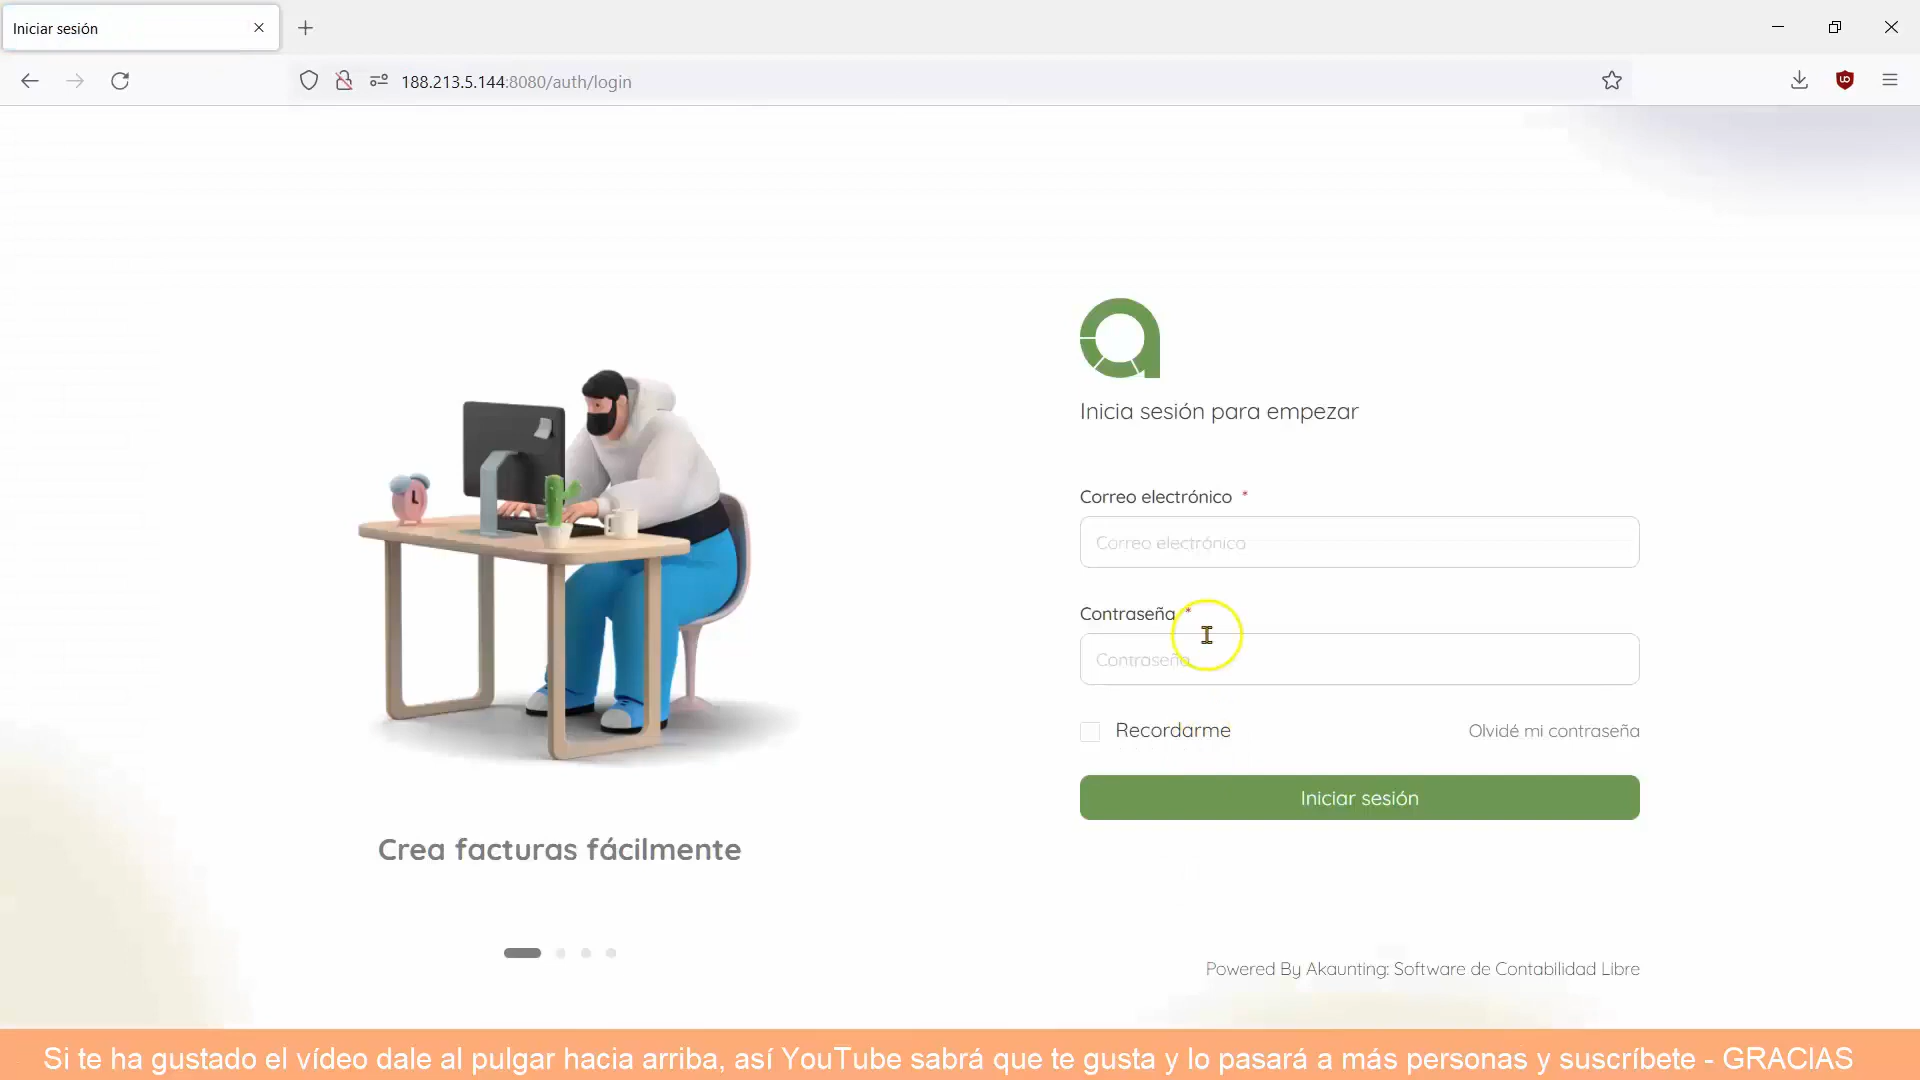 Iniciar sesión
188.213.5.144:8080/auth/login
Inicia sesión para empezar
Correo electrónico *
Correo electrónico
Contraseña *
Contraseña
Recordarme
Olvidé mi contraseña
Iniciar sesión
Crea facturas fácilmente
Powered By Akaunting: Software de Contabilidad Libre
Si te ha gustado el vídeo dale al pulgar hacia arriba, así YouTube sabrá que te gusta y lo pasará a más personas y suscríbete - GRACIAS